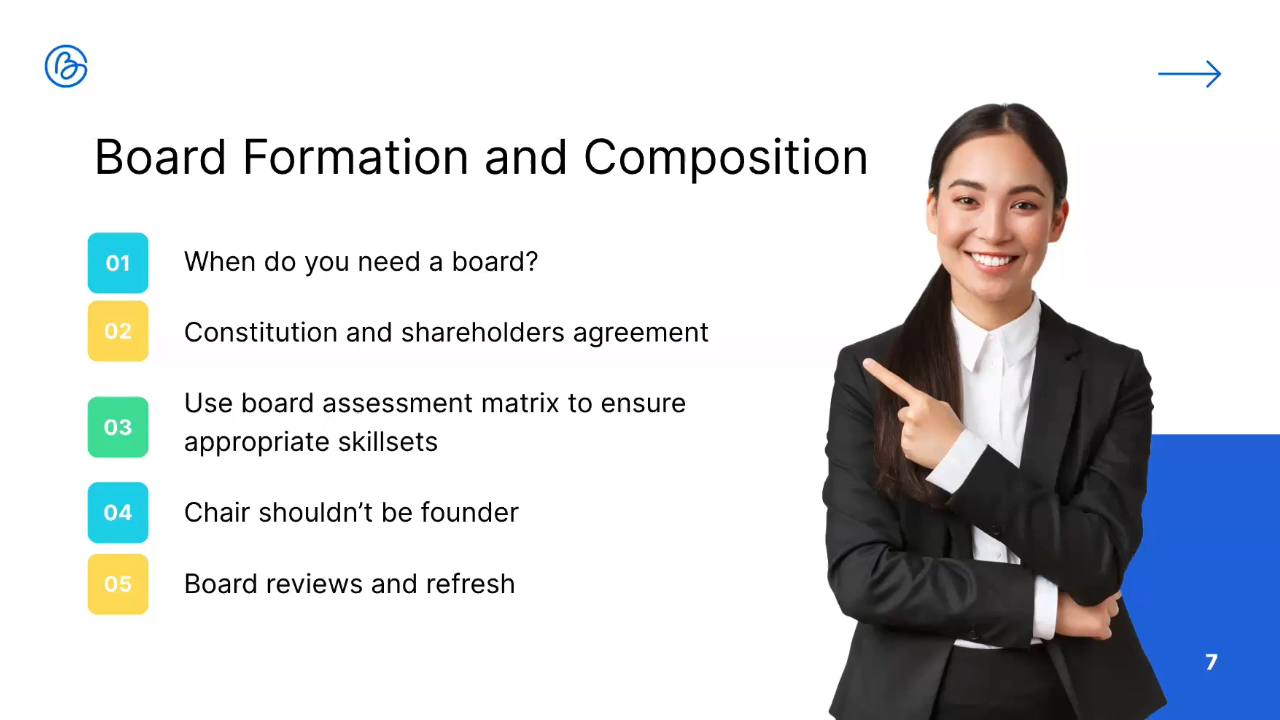 Board Formation and Composition
01 When do you need a board?
02 Constitution and shareholders agreement
03 Use board assessment matrix to ensure
appropriate skillsets
04 Chair shouldn’t be founder
05 Board reviews and refresh
7